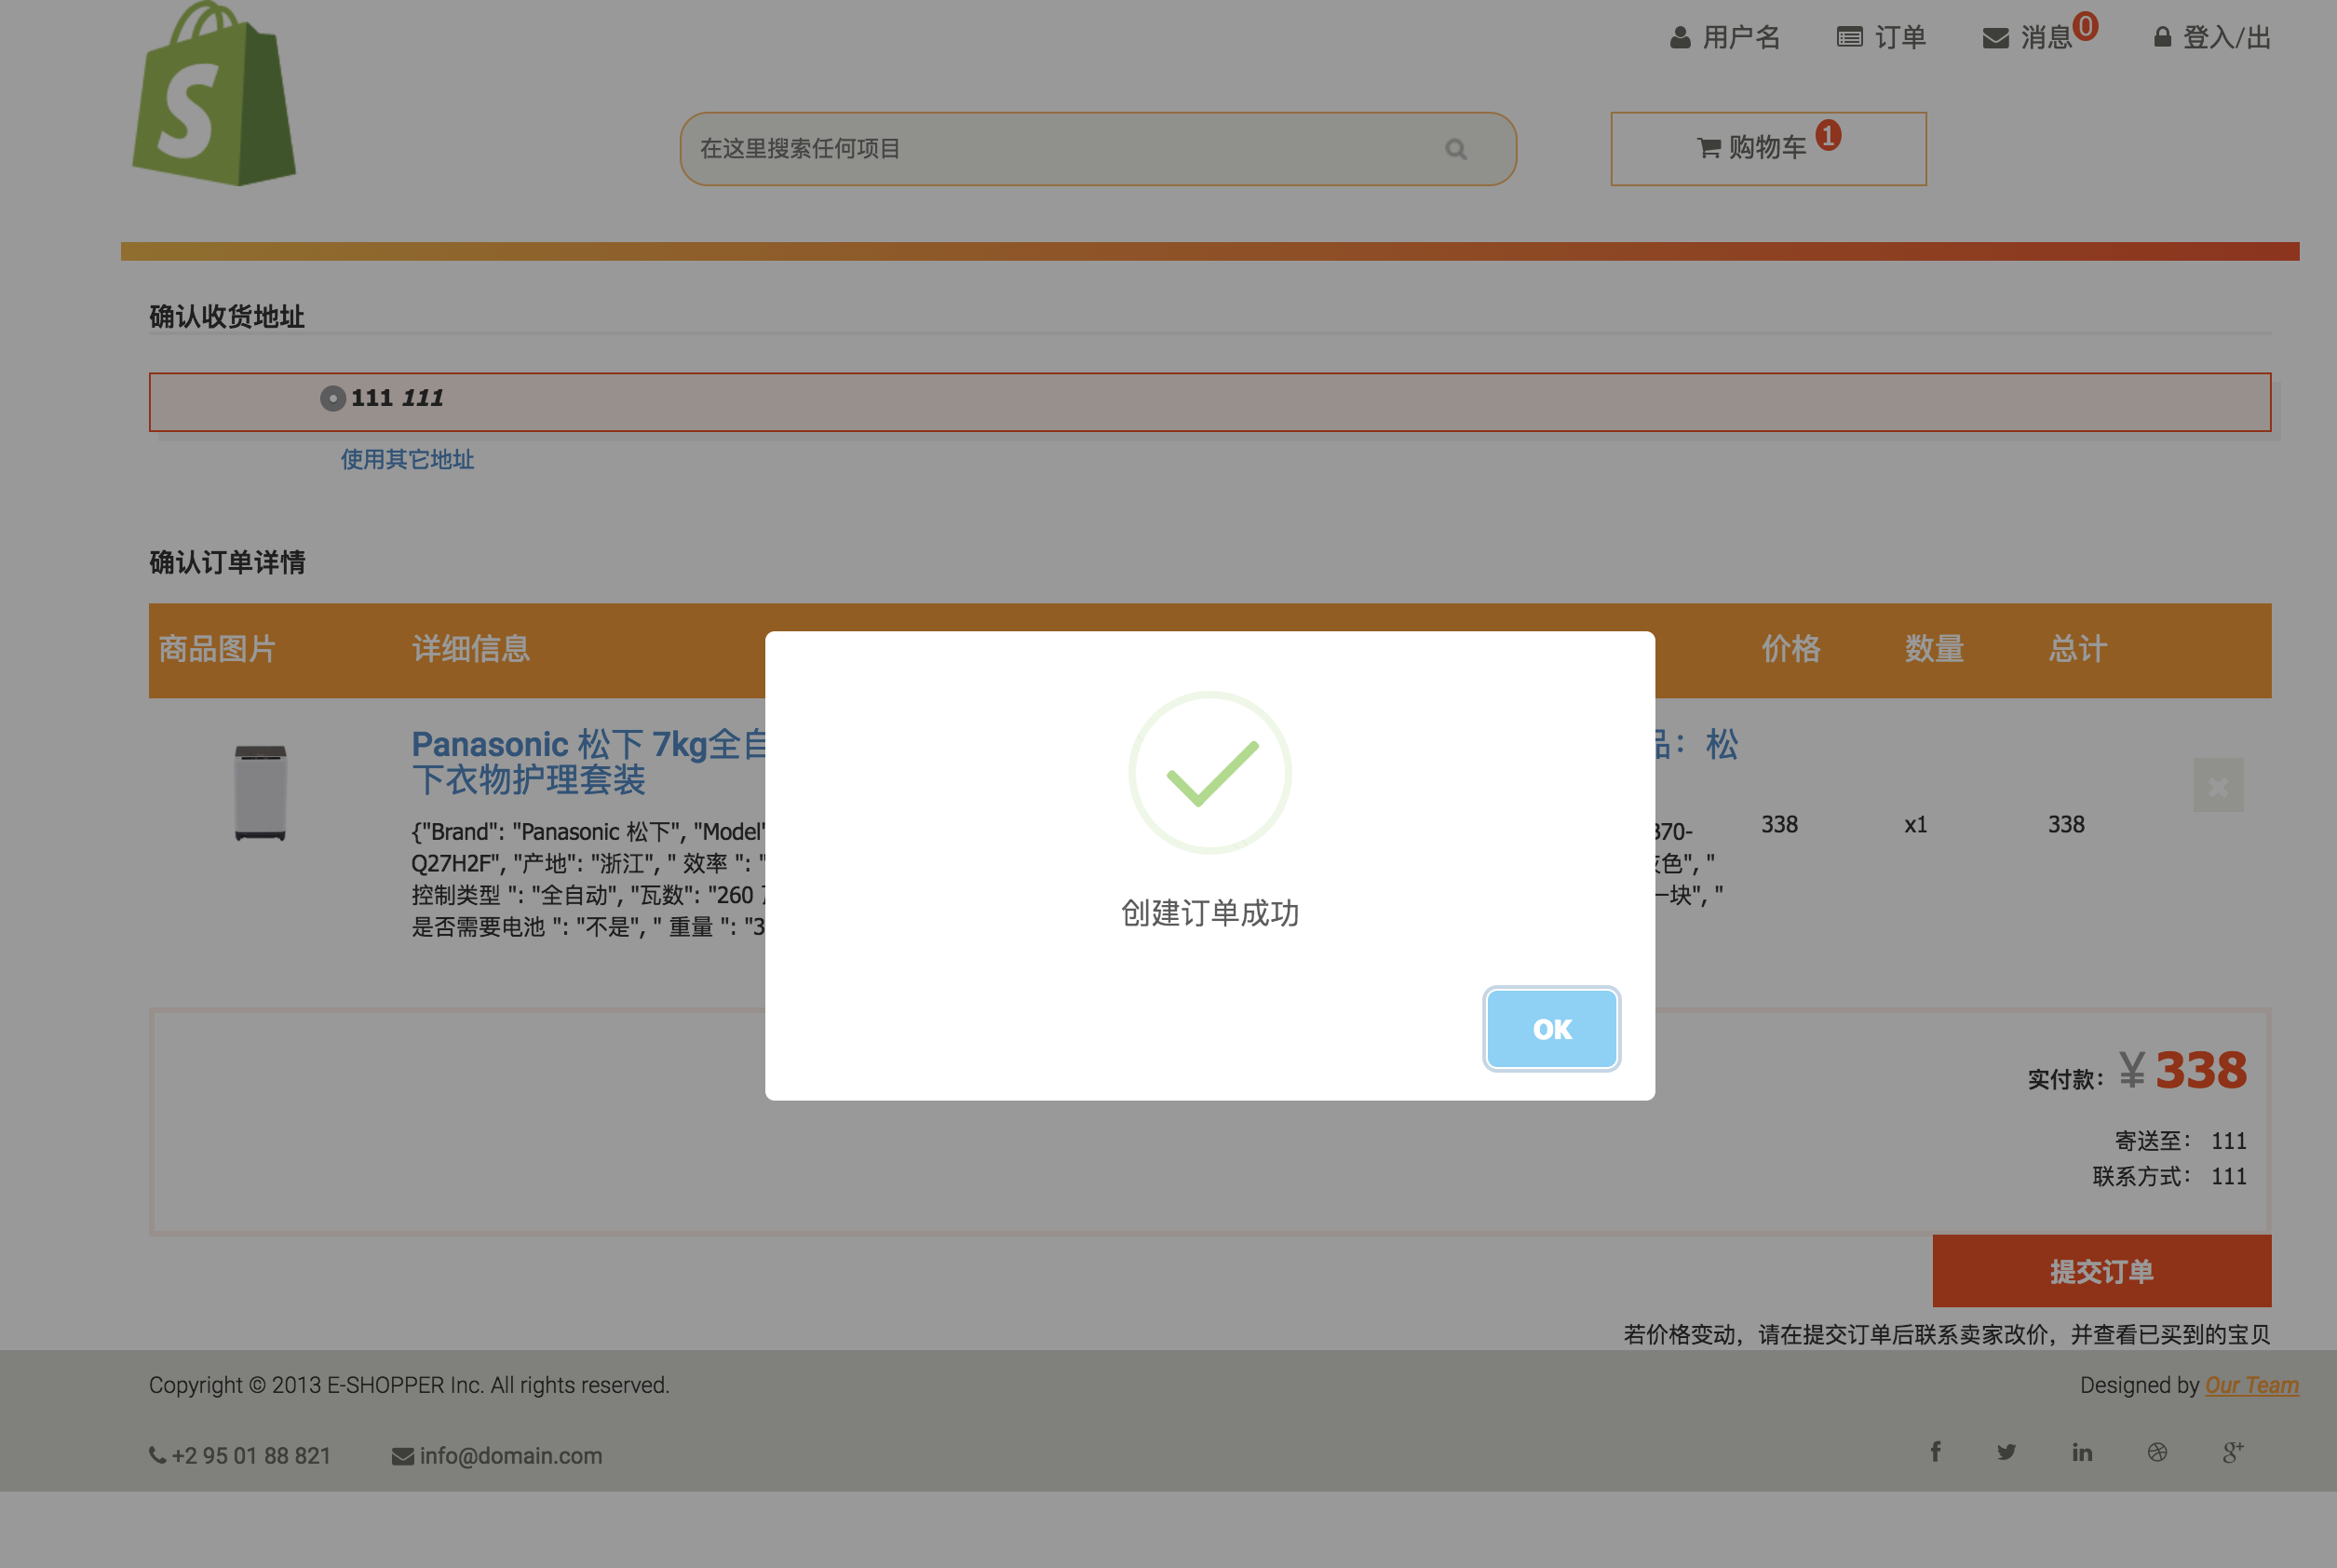 用户名 订单 消息 0 登入/出
在这里搜索任何项目
购物车 1
确认收货地址
111 111
使用其它地址
确认订单详情
商品图片 详细信息 价格 数量 总计
Panasonic 松下 7kg全自 品：松
下衣物护理套装
{"Brand": "Panasonic 松下", "Model" 870-
Q27H2F", "产地": "浙江", " 效率 ": " 色", "
控制类型 ": "全自动", "瓦数": "260 一块", "
是否需要电池 ": "不是", " 重量 ": "3
338 x1 338
创建订单成功
OK
实付款： ¥ 338
寄送至： 111
联系方式： 111
提交订单
若价格变动，请在提交订单后联系卖家改价，并查看已买到的宝贝
Copyright © 2013 E-SHOPPER Inc. All rights reserved.
Designed by Our Team
+2 95 01 88 821 info@domain.com